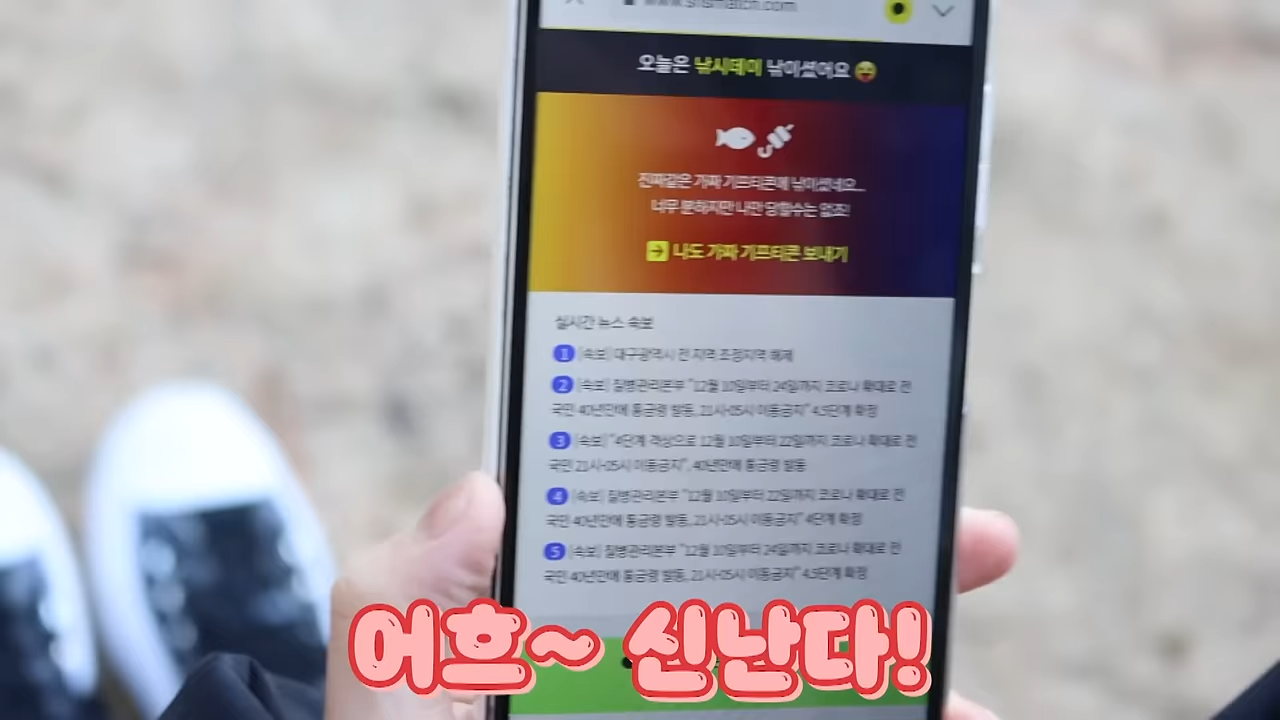 www.snsmatch.com
오늘은 낚시데이 낚이셨어요
진짜같은 가짜 기프티콘에 낚이셨네요...
너무 분하지만 나만 당할수는 없죠!
나도 가짜 기프티콘 보내기
실시간 뉴스 속보
1 [속보] 대구광역시 전 지역 조정지역 해제
2 [속보] 질병관리본부 "12월 10일부터 24일까지 코로나 확대로 전
국민 40년만에 통금령 발동, 21시-05시 이동금지" 4.5단계 확정
3 [속보] "4단계 격상으로 12월 10일부터 22일까지 코로나 확대로 전
국민 21시-05시 이동금지", 40년만에 통금령 발동
4 [속보] 질병관리본부 "12월 10일부터 22일까지 코로나 확대로 전
국민 40년만에 통금령 발동, 21시-05시 이동금지" 4단계 확정
5 [속보] 질병관리본부 "12월 10일부터 24일까지 코로나 확대로 전
국민 40년만에 통금령 발동, 21시-05시 이동금지" 4.5단계 확정
어흐~ 신난다!